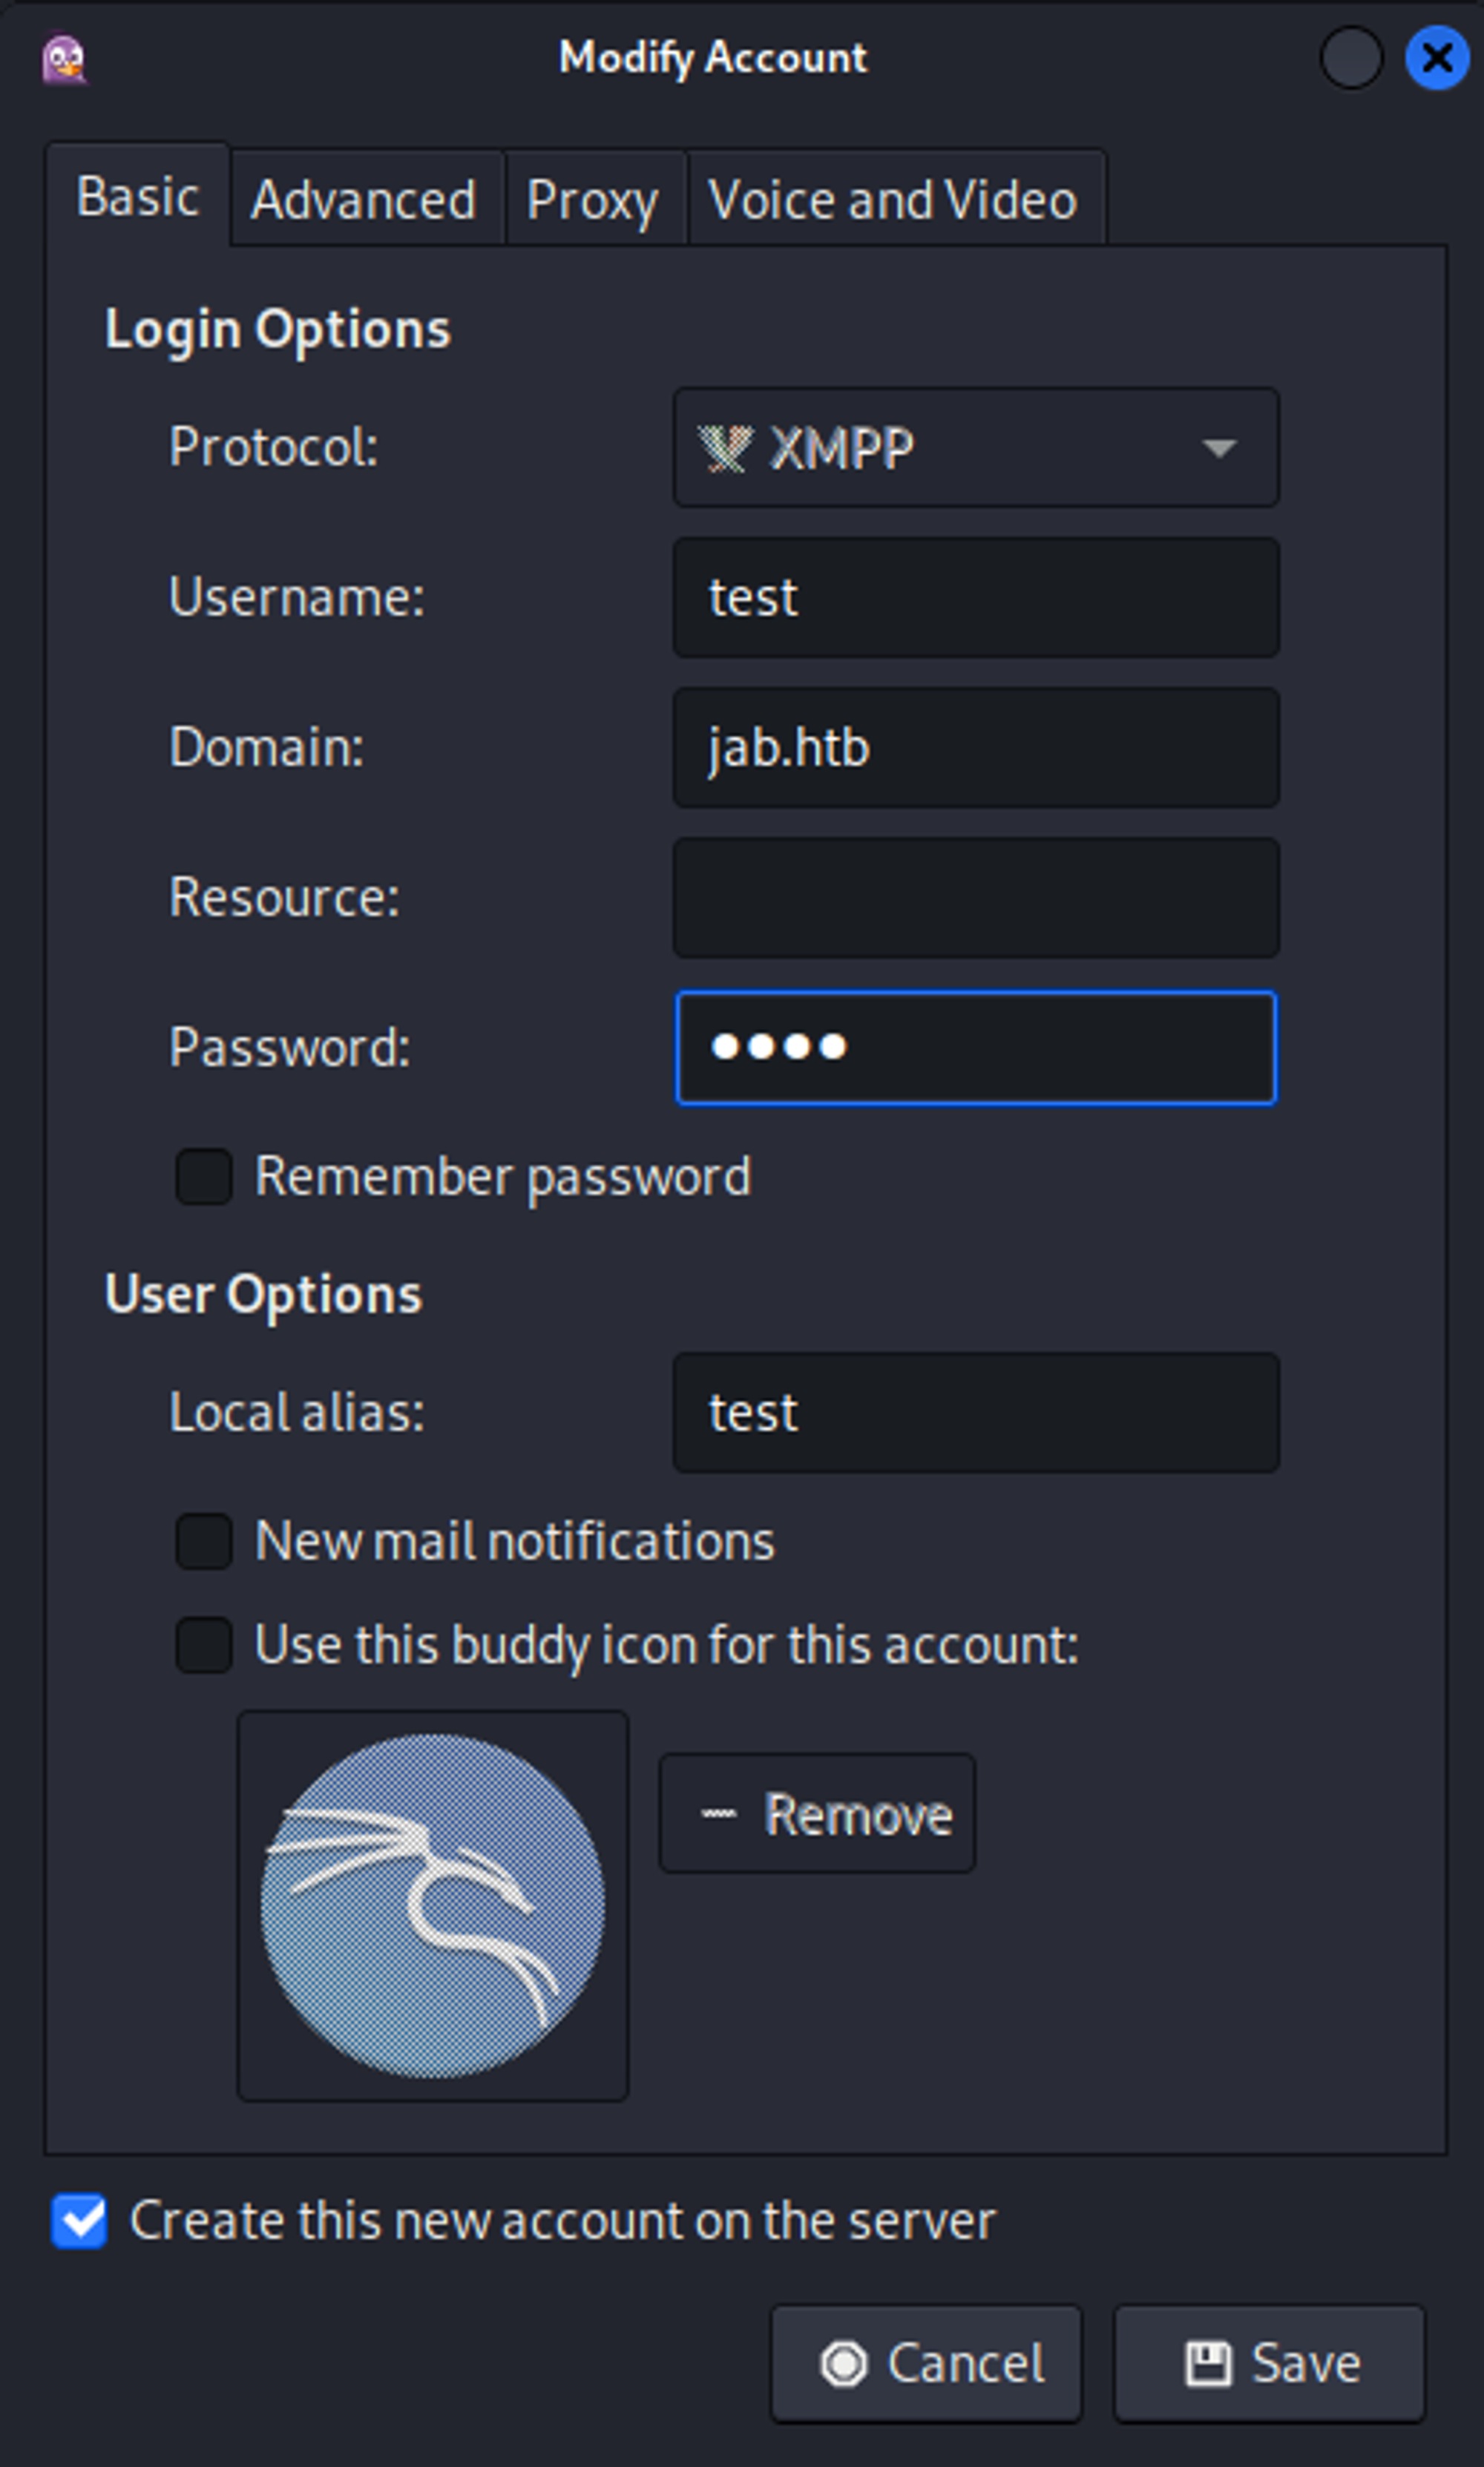 Modify Account
Basic Advanced Proxy Voice and Video
Login Options
Protocol: XMPP
Username: test
Domain: jab.htb
Resource:
Password: ●●●●
Remember password
User Options
Local alias: test
New mail notifications
Use this buddy icon for this account:
Remove
Create this new account on the server
Cancel Save